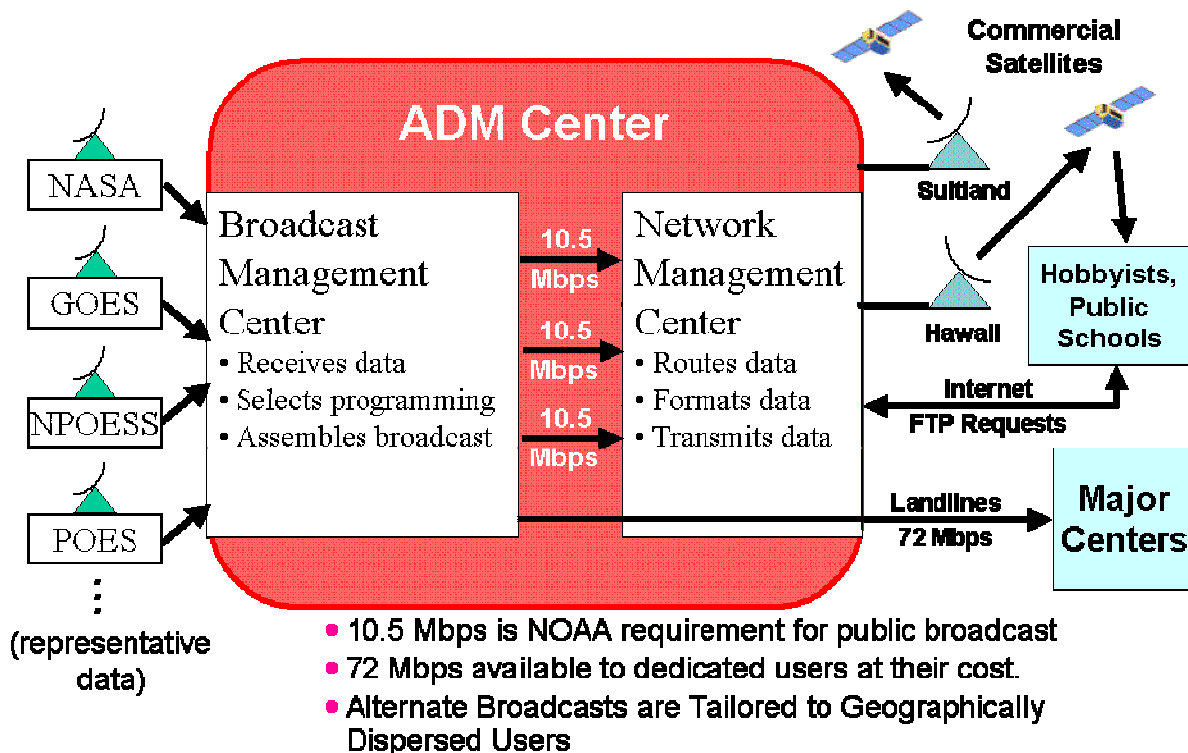 Commercial
Satellites
ADM Center
NASA
GOES
NPOESS
POES
(representative
data)
Broadcast
Management
Center
• Receives data
• Selects programming
• Assembles broadcast
10.5
Mbps
10.5
Mbps
10.5
Mbps
Network
Management
Center
• Routes data
• Formats data
• Transmits data
Suitland
Hawaii
Hobbyists,
Public
Schools
Internet
FTP Requests
Landlines
72 Mbps
Major
Centers
• 10.5 Mbps is NOAA requirement for public broadcast
• 72 Mbps available to dedicated users at their cost.
• Alternate Broadcasts are Tailored to Geographically
Dispersed Users